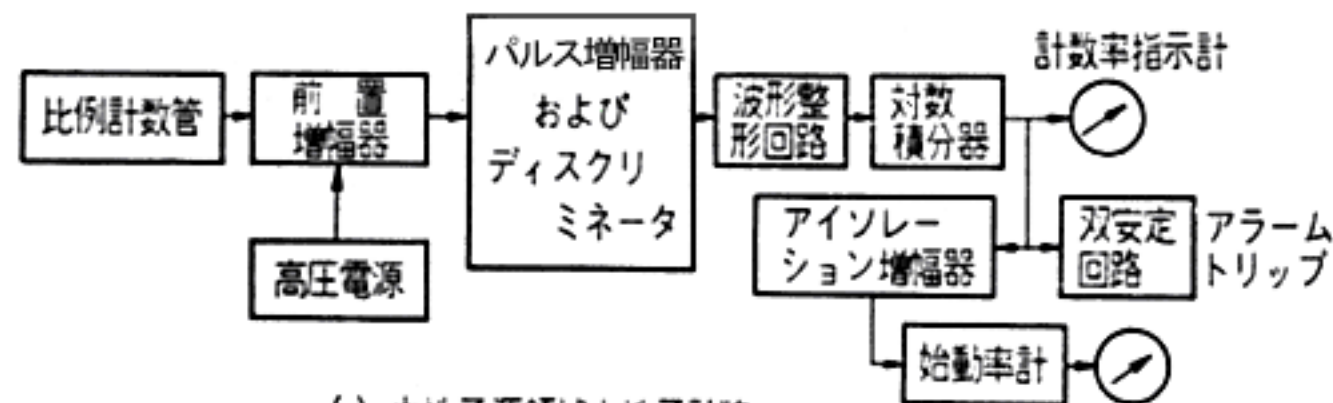 比例計数管
前置
増幅器
高圧電源
パルス増幅器
および
ディスクリ
ミネータ
波形整
形回路
対数
積分器
計数率指示計
アイソレー
ション増幅器
双安定
回路
アラーム
トリップ
始動率計